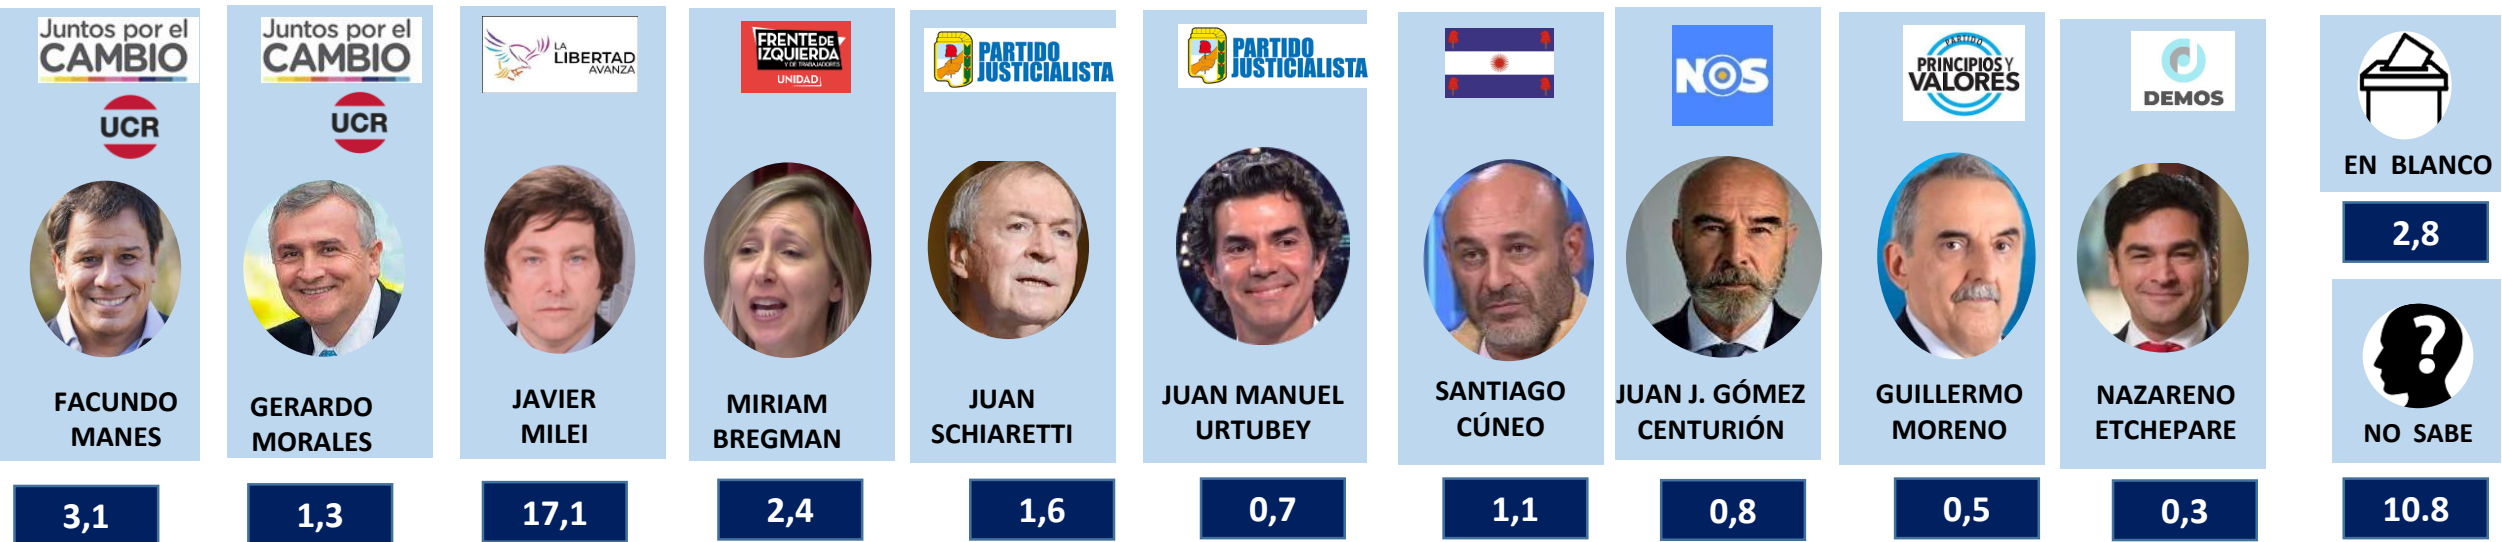 Juntos por el
CAMBIO
UCR
FACUNDO
MANES
3,1
Juntos por el
CAMBIO
UCR
GERARDO
MORALES
1,3
LA
LIBERTAD
AVANZA
JAVIER
MILEI
17,1
FRENTE DE
IZQUIERDA
Y DE TRABAJADORES
UNIDAD
MIRIAM
BREGMAN
2,4
PARTIDO
JUSTICIALISTA
JUAN
SCHIARETTI
1,6
PARTIDO
JUSTICIALISTA
JUAN MANUEL
URTUBEY
0,7
SANTIAGO
CÚNEO
1,1
NOS
JUAN J. GÓMEZ
CENTURIÓN
0,8
PARTIDO
PRINCIPIOS Y
VALORES
GUILLERMO
MORENO
0,5
DEMOS
NAZARENO
ETCHEPARE
0,3
EN BLANCO
2,8
?
NO SABE
10.8